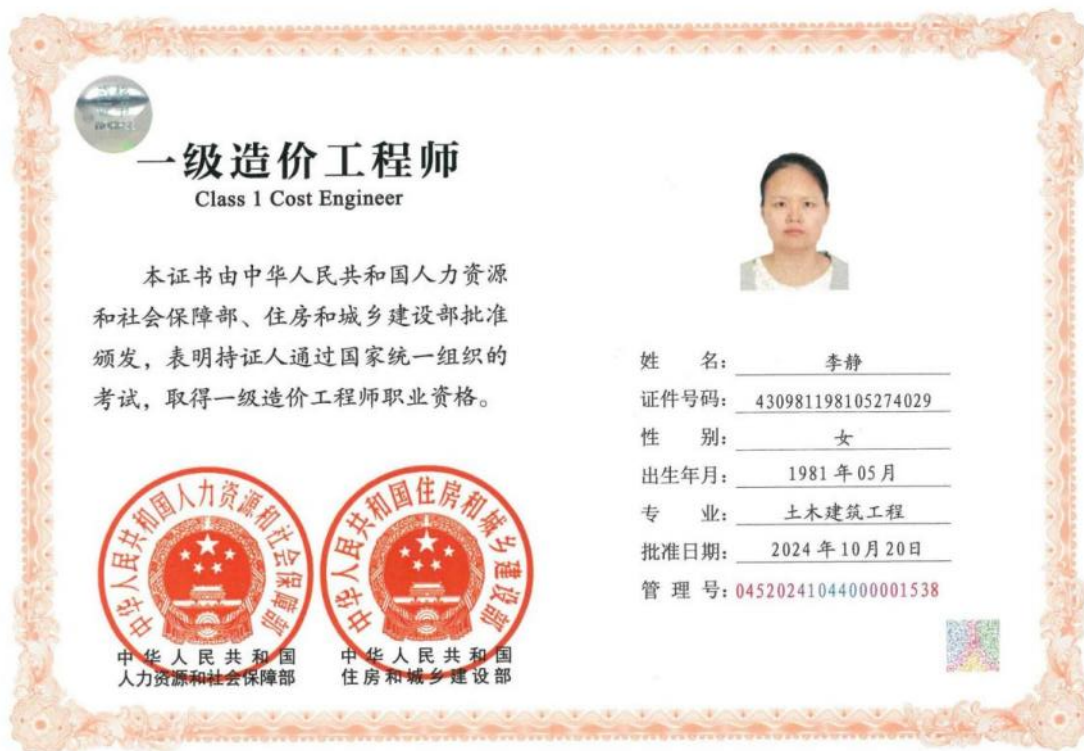 一级造价工程师
Class 1 Cost Engineer
本证书由中华人民共和国人力资源
和社会保障部、住房和城乡建设部批准
颁发，表明持证人通过国家统一组织的
考试，取得一级造价工程师职业资格。
中华人民共和国人力资源和社会保障部
中华人民共和国
人力资源和社会保障部
中华人民共和国住房和城乡建设部
中华人民共和国
住房和城乡建设部
姓 名：李静
证件号码：430981198105274029
性 别：女
出生年月：1981年05月
专 业：土木建筑工程
批准日期：2024年10月20日
管 理 号：04520241044000001538